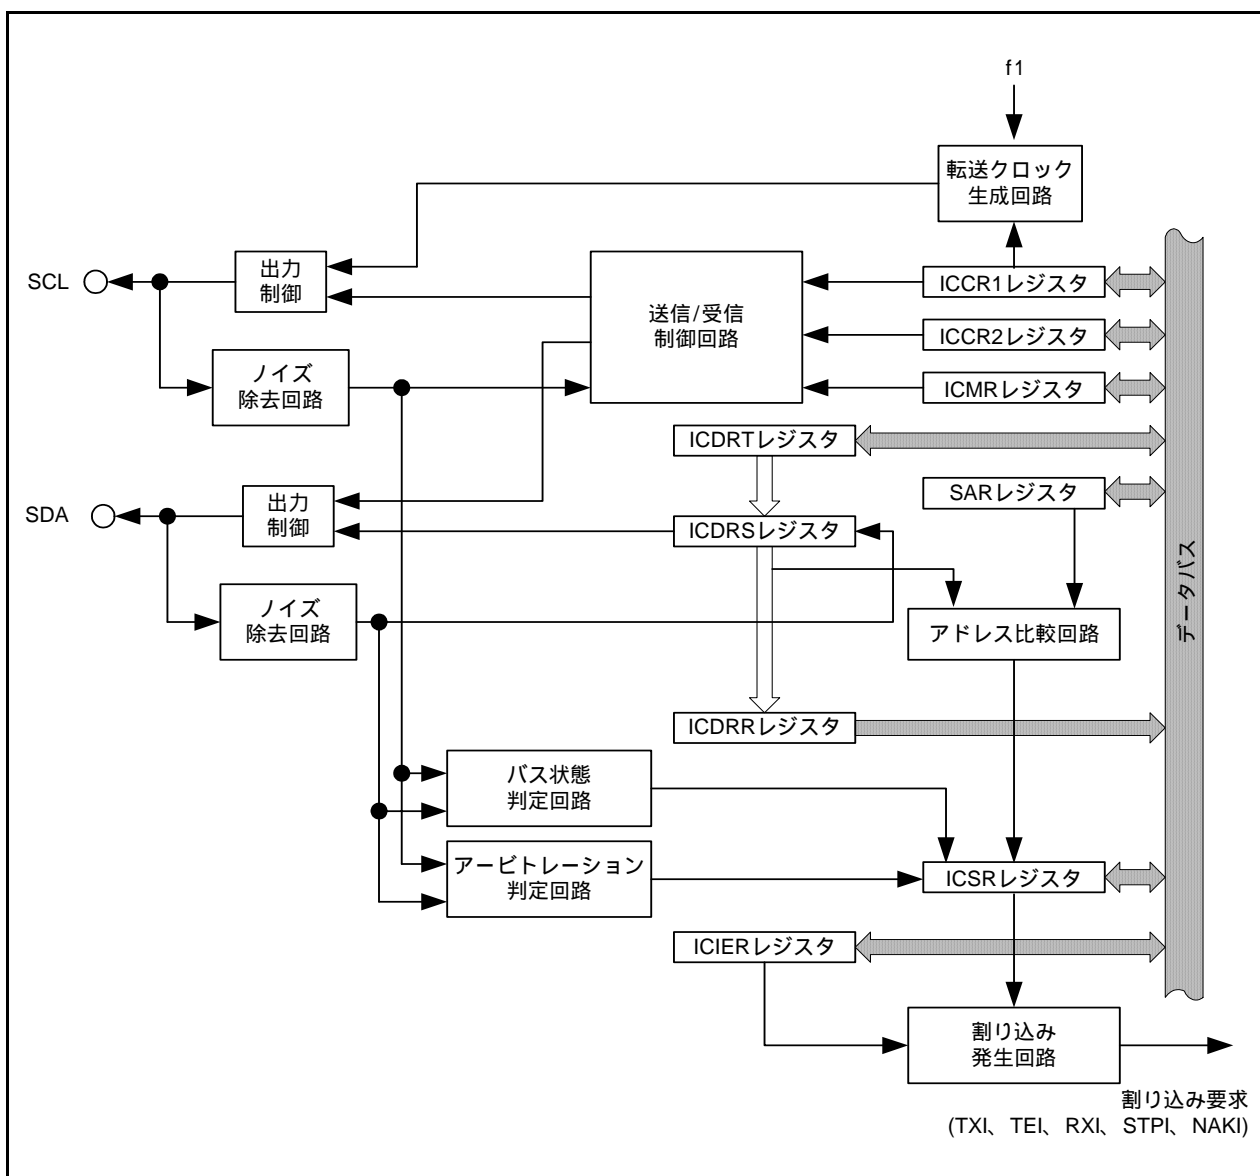 f1
転送クロック
生成回路
SCL
出力
制御
送信/受信
制御回路
ICCR1レジスタ
ICCR2レジスタ
ノイズ
除去回路
ICMRレジスタ
ICDRTレジスタ
SARレジスタ
SDA
出力
制御
ICDRSレジスタ
データバス
ノイズ
除去回路
アドレス比較回路
ICDRRレジスタ
バス状態
判定回路
アービトレーション
判定回路
ICSRレジスタ
ICIERレジスタ
割り込み
発生回路
割り込み要求
(TXI、TEI、RXI、STPI、NAKI)